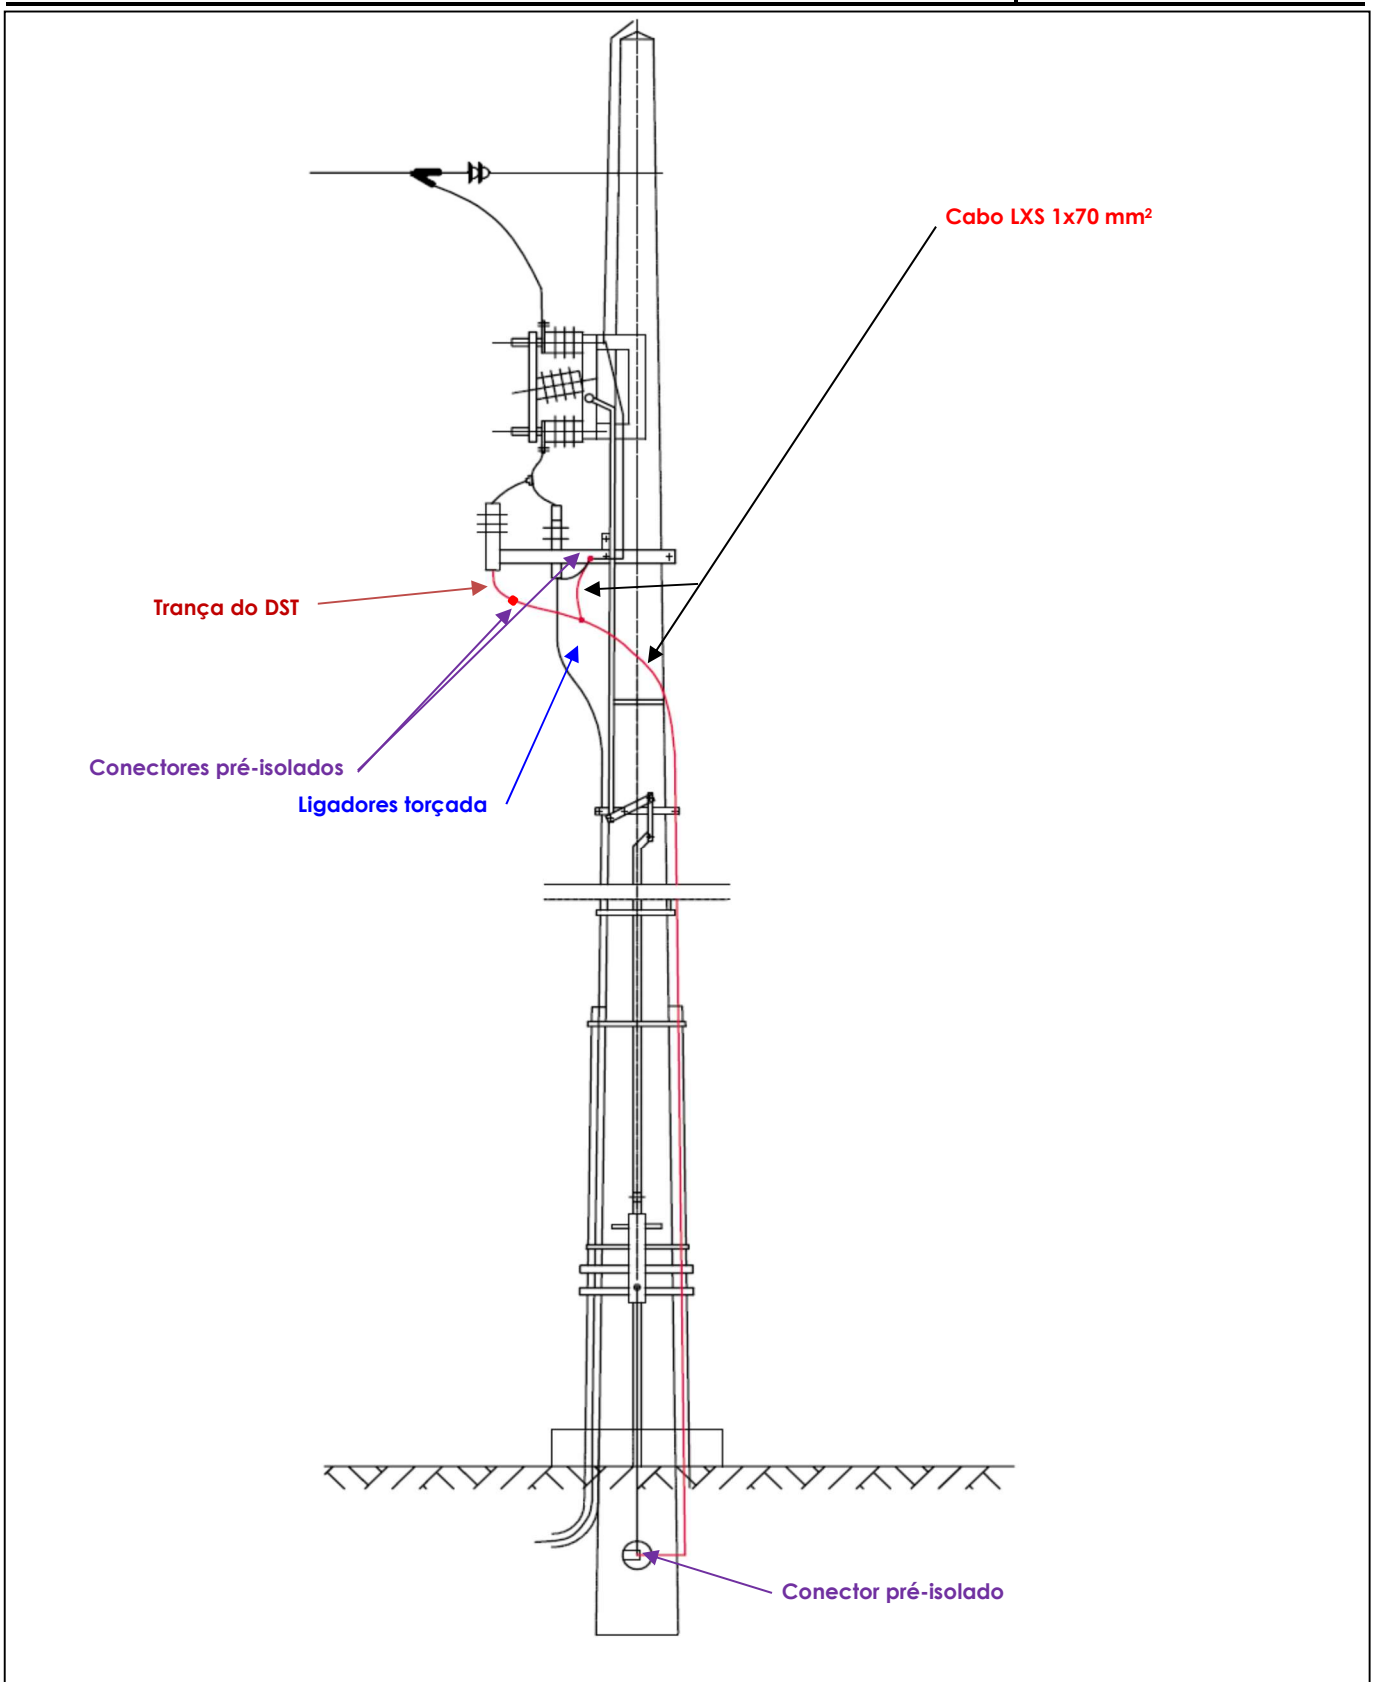 Cabo LXS 1x70 mm²
Trança do DST
Conectores pré-isolados
Ligadores torçada
Conector pré-isolado